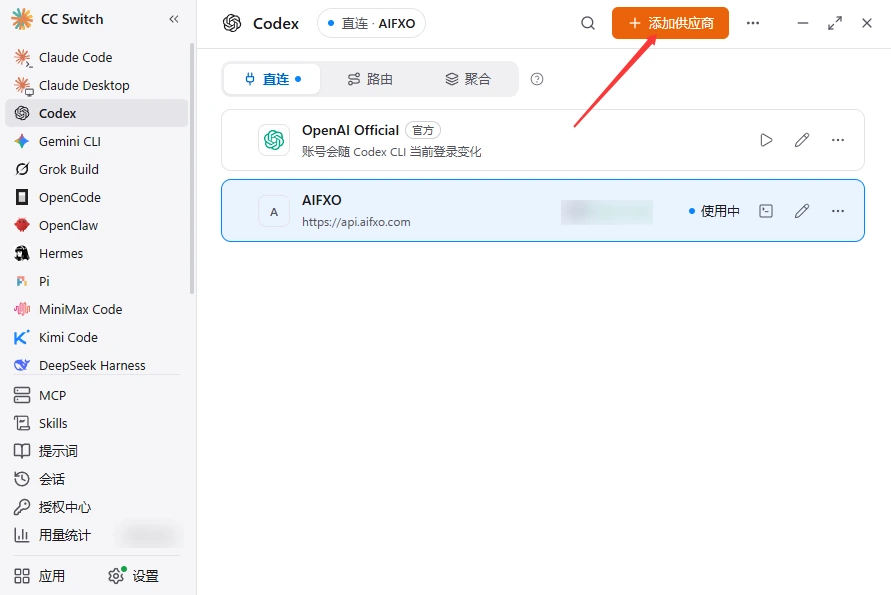 CC Switch
Claude Code
Claude Desktop
Codex
Gemini CLI
Grok Build
OpenCode
OpenClaw
Hermes
Pi
MiniMax Code
Kimi Code
DeepSeek Harness
MCP
Skills
提示词
会话
授权中心
用量统计
应用
设置
Codex
直连 · AIFXO
添加供应商
直连
路由
聚合
OpenAI Official 官方
账号会随 Codex CLI 当前登录变化
A
AIFXO
https://api.aifxo.com
使用中